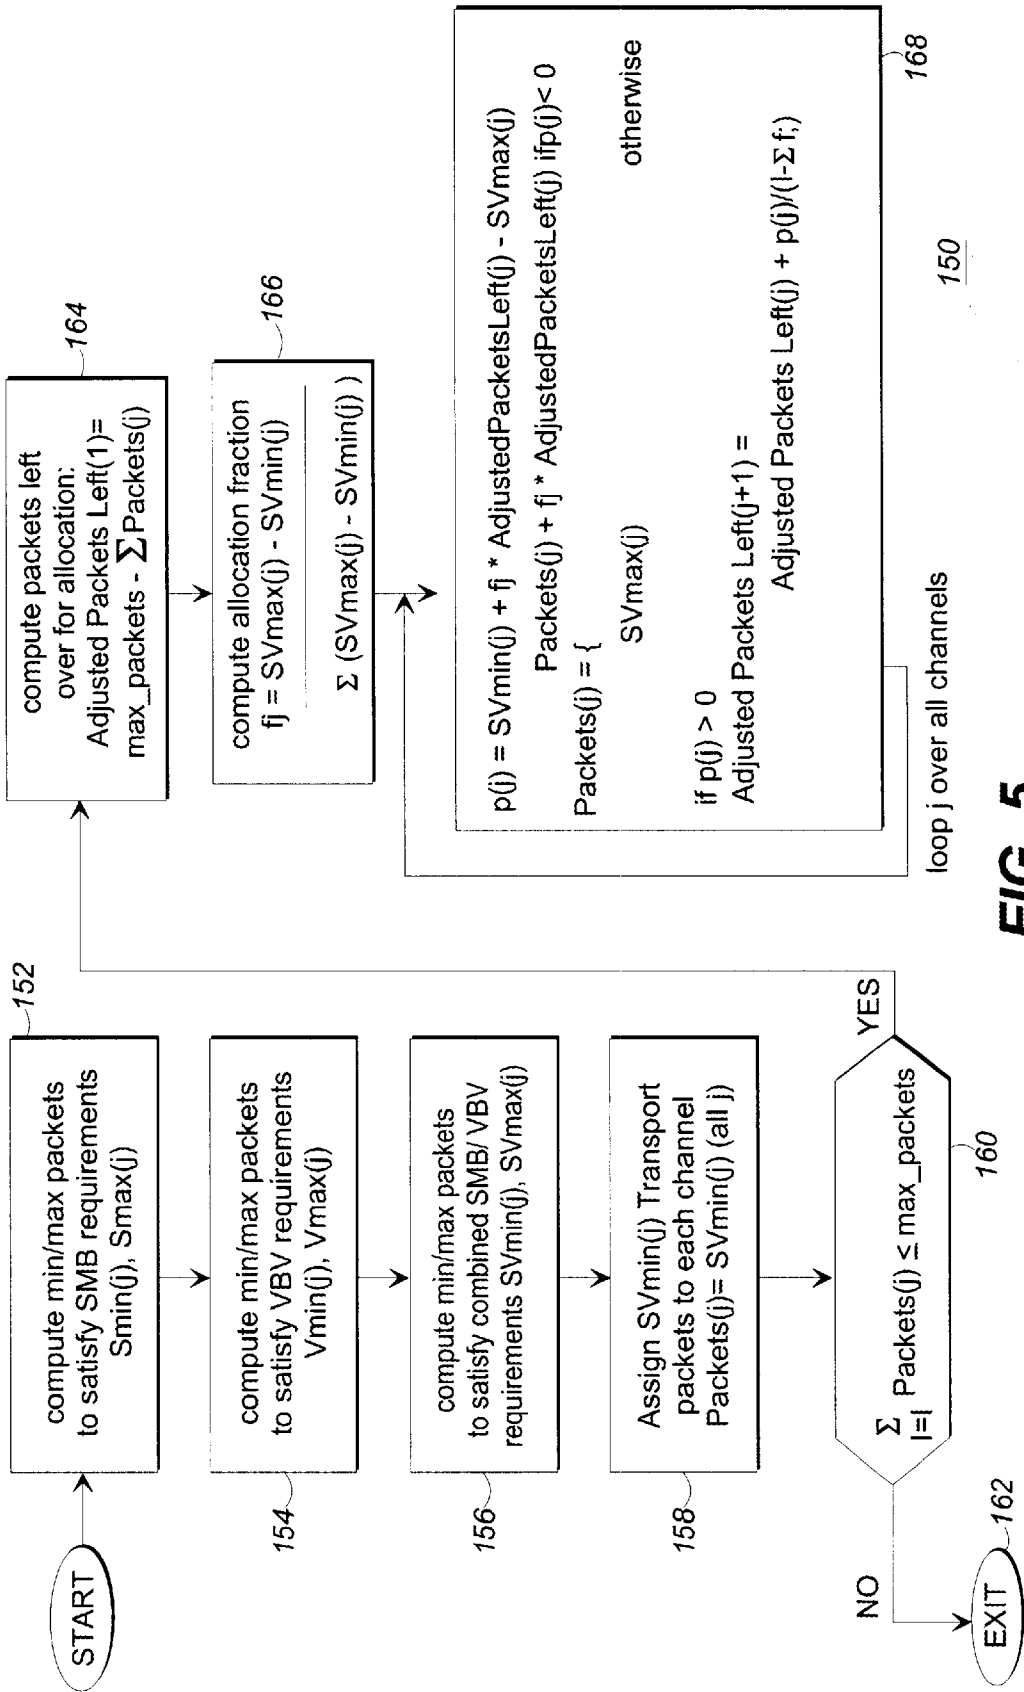 START
152
compute min/max packets
to satisfy SMB requirements
Smin(j), Smax(j)
154
compute min/max packets
to satisfy VBV requirements
Vmin(j), Vmax(j)
156
compute min/max packets
to satisfy combined SMB/ VBV
requirements SVmin(j), SVmax(j)
158
Assign SVmin(j) Transport
packets to each channel
Packets(j)= SVmin(j) (all j)
Σ Packets(j) ≤ max_packets
I=I
160
NO
YES
EXIT
162
164
compute packets left
over for allocation:
Adjusted Packets Left(1)=
max_packets - ΣPackets(j)
166
compute allocation fraction
fj = SVmax(j) - SVmin(j)
Σ (SVmax(j) - SVmin(j) )
p(j) = SVmin(j) + fj * AdjustedPacketsLeft(j) - SVmax(j)
Packets(j) + fj * AdjustedPacketsLeft(j) ifp(j)< 0
Packets(j) = {
SVmax(j) otherwise
if p(j) > 0
Adjusted Packets Left(j+1) =
Adjusted Packets Left(j) + p(j)/(I-Σ f;)
168
loop j over all channels
150
FIG. 5